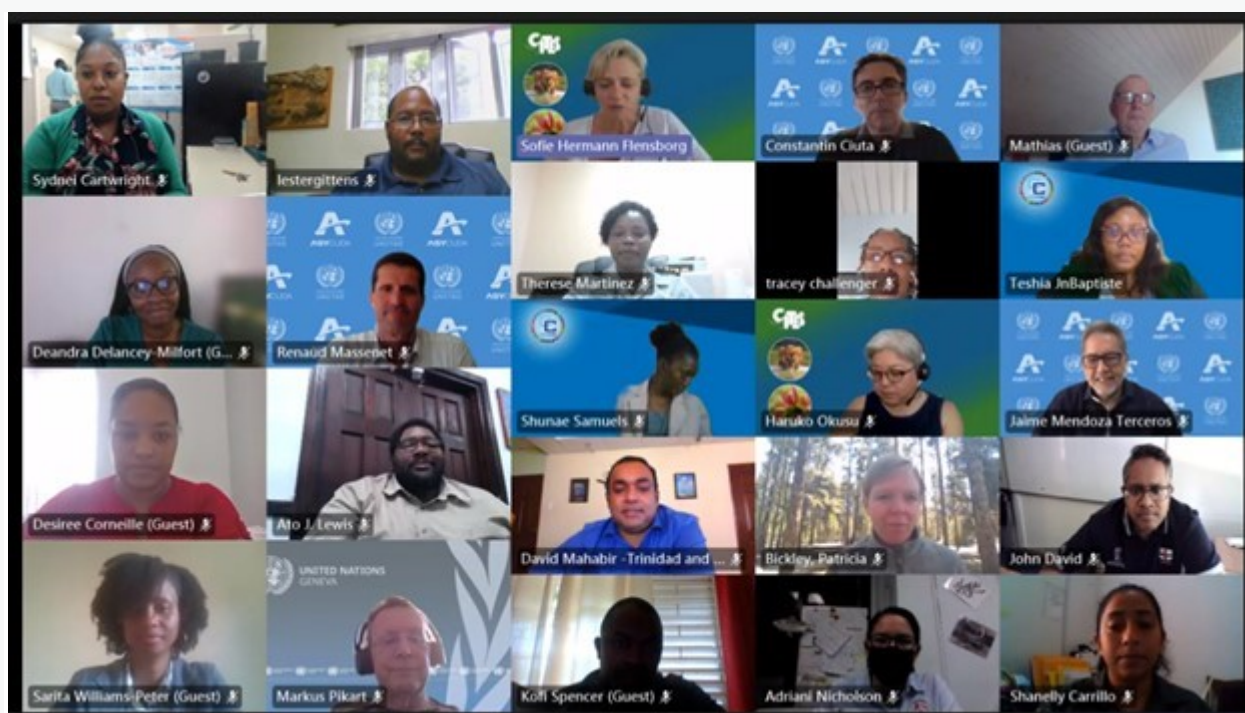 Sydnei Cartwright
lestergittens
CMS
Sofie Hermann Flensborg
Constantin Ciuta
Mathias (Guest)
Deandra Delancey-Milfort (G...
Renaud Massenet
Therese Martinez
tracey challenger
Teshia JnBaptiste
Shunae Samuels
CMS
Haruko Okusu
Jaime Mendoza Terceros
Desiree Corneille (Guest)
Ato J. Lewis
David Mahabir -Trinidad and ...
Bickley, Patricia
John David
Sarita Williams-Peter (Guest)
UNITED NATIONS
GENEVA
Markus Pikart
Kofi Spencer (Guest)
Adriani Nicholson
Shanelly Carrillo